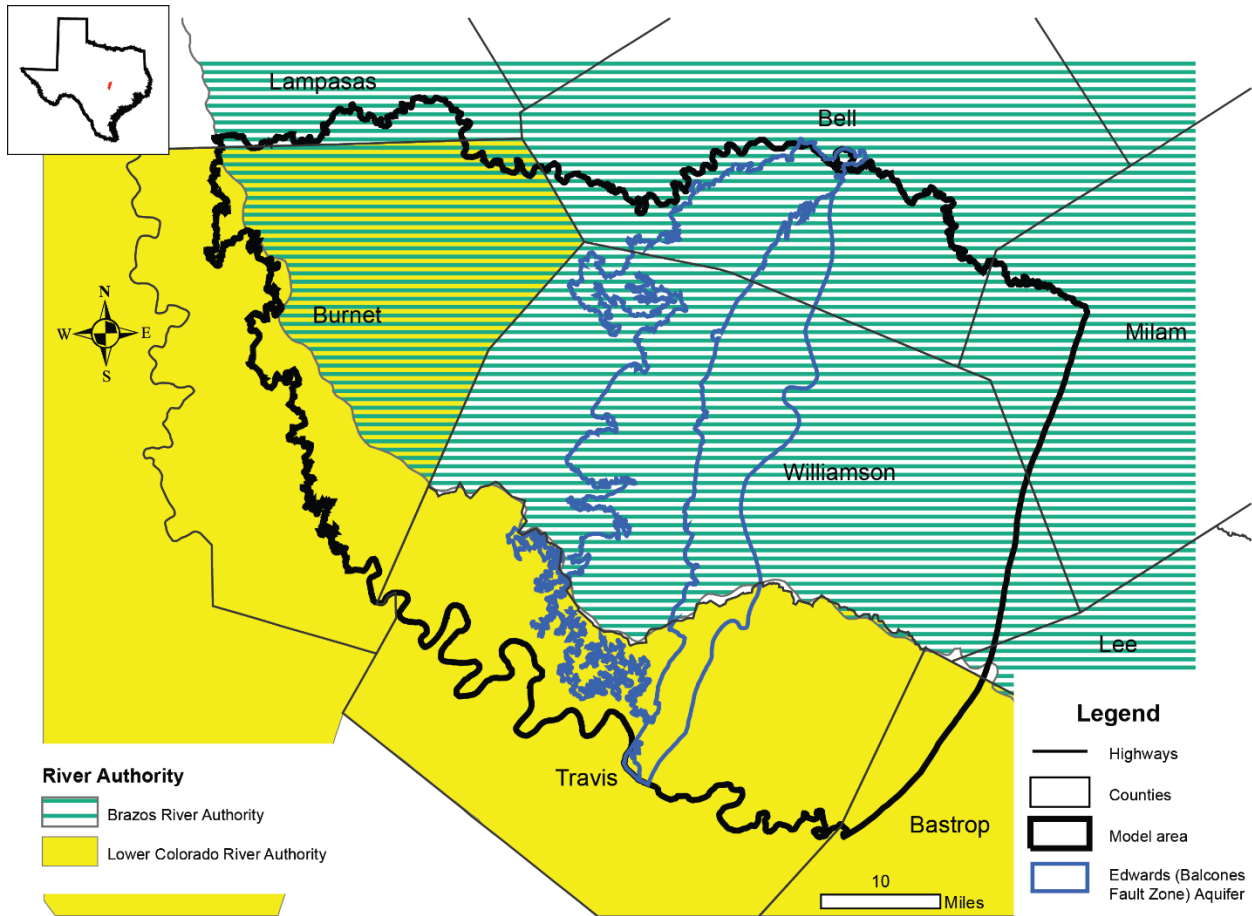 Lampasas
Bell
N
W
E
S
Burnet
Milam
Williamson
Lee
Travis
Bastrop
10
Miles
River Authority
Brazos River Authority
Lower Colorado River Authority
Legend
Highways
Counties
Model area
Edwards (Balcones
Fault Zone) Aquifer